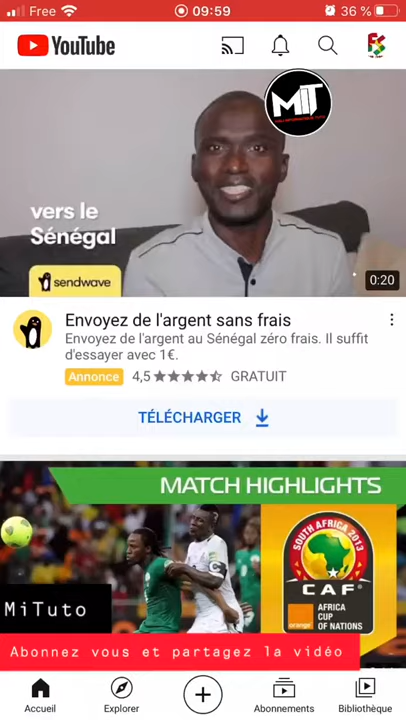 Free
09:59
36 %
YouTube
MiT
vers le
Sénégal
sendwave
0:20
Envoyez de l'argent sans frais
Envoyez de l'argent au Sénégal zéro frais. Il suffit
d'essayer avec 1€.
Annonce 4,5 GRATUIT
TÉLÉCHARGER
MATCH HIGHLIGHTS
SOUTH AFRICA 2013
CAF
orange
AFRICA
CUP
OF NATIONS
MiTuto
Abonnez vous et partagez la vidéo
Accueil
Explorer
Abonnements
Bibliothèque